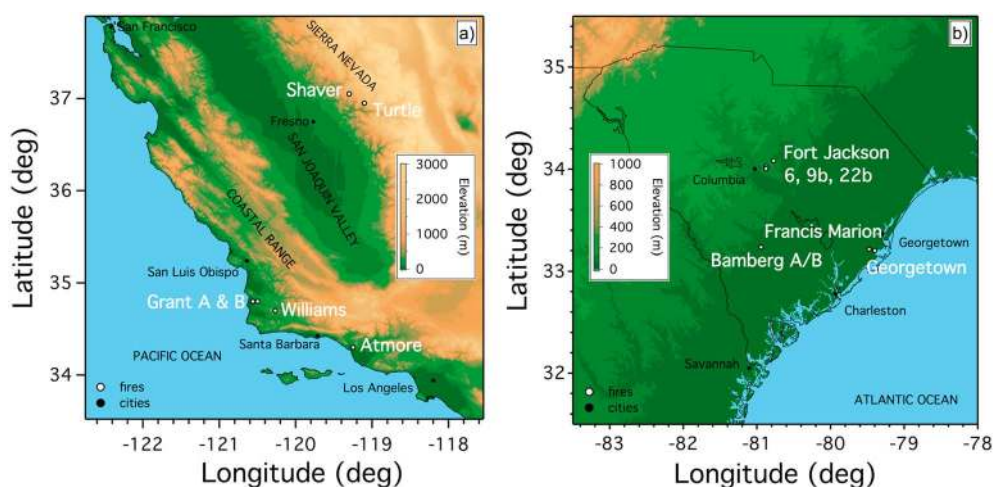 a)
San Francisco
SIERRA NEVADA
Shaver
Turtle
Fresno
SAN JOAQUIN VALLEY
COASTAL RANGE
San Luis Obispo
Grant A & B
Williams
Santa Barbara
Atmore
PACIFIC OCEAN
Los Angeles
fires
cities
3000
2000
1000
0
Elevation (m)
37
36
35
34
Latitude (deg)
-122
-121
-120
-119
-118
Longitude (deg)
b)
Fort Jackson
6, 9b, 22b
Columbia
Francis Marion
Bamberg A/B
Georgetown
Georgetown
Charleston
Savannah
ATLANTIC OCEAN
fires
cities
1000
800
600
400
200
0
Elevation (m)
35
34
33
32
Latitude (deg)
-83
-82
-81
-80
-79
-78
Longitude (deg)